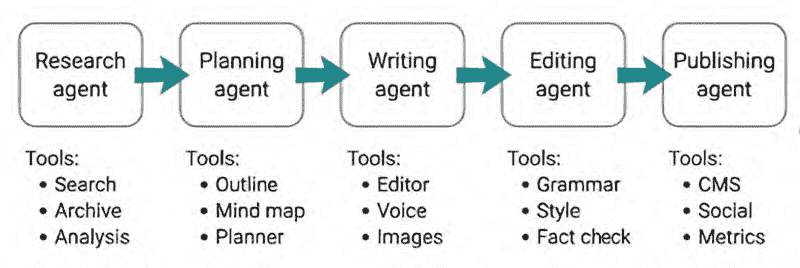 Research
agent
Planning
agent
Writing
agent
Editing
agent
Publishing
agent
Tools:
• Search
• Archive
• Analysis
Tools:
• Outline
• Mind map
• Planner
Tools:
• Editor
• Voice
• Images
Tools:
• Grammar
• Style
• Fact check
Tools:
• CMS
• Social
• Metrics